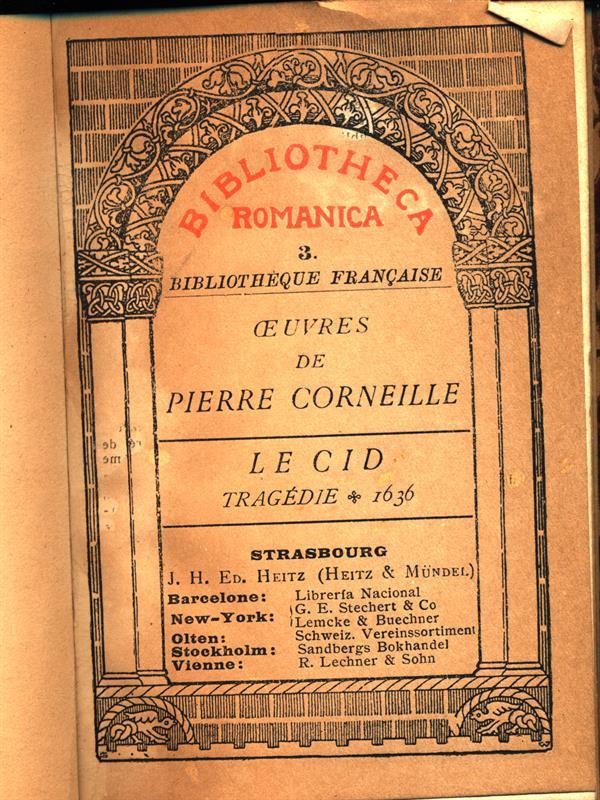 BIBLIOTHECA
ROMANICA
3.
BIBLIOTHÈQUE FRANÇAISE
ŒUVRES
DE
PIERRE CORNEILLE
LE CID
TRAGÉDIE ✤ 1636
STRASBOURG
J. H. ED. HEITZ (HEITZ & MÜNDEL)
Barcelone: Librería Nacional
New-York: G. E. Stechert & Co
Lemcke & Buechner
Olten: Schweiz. Vereinssortiment
Stockholm: Sandbergs Bokhandel
Vienne: R. Lechner & Sohn